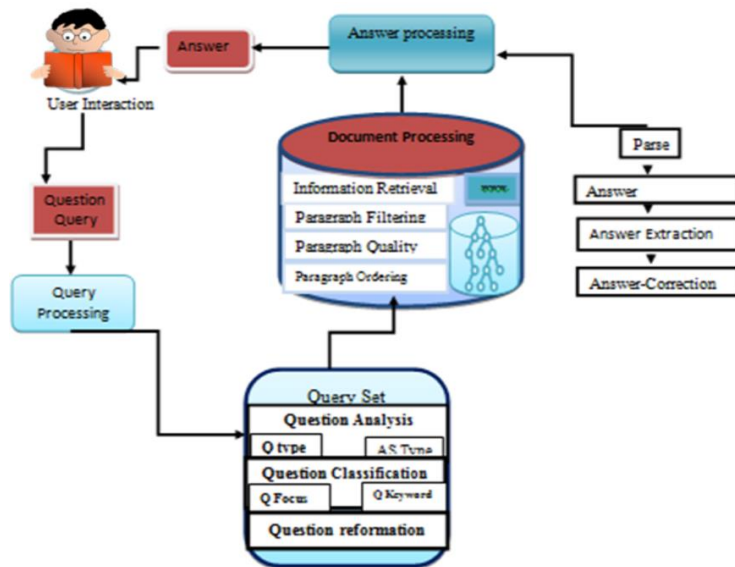 Answer
Answer processing
User Interaction
Document Processing
Parse
Question
Query
Information Retrieval
Answer
Paragraph Filtering
Answer Extraction
Paragraph Quality
Paragraph Ordering
Answer-Correction
Query
Processing
Query Set
Question Analysis
Q type
AS Type
Question Classification
Q Focus
Q Keyword
Question reformation